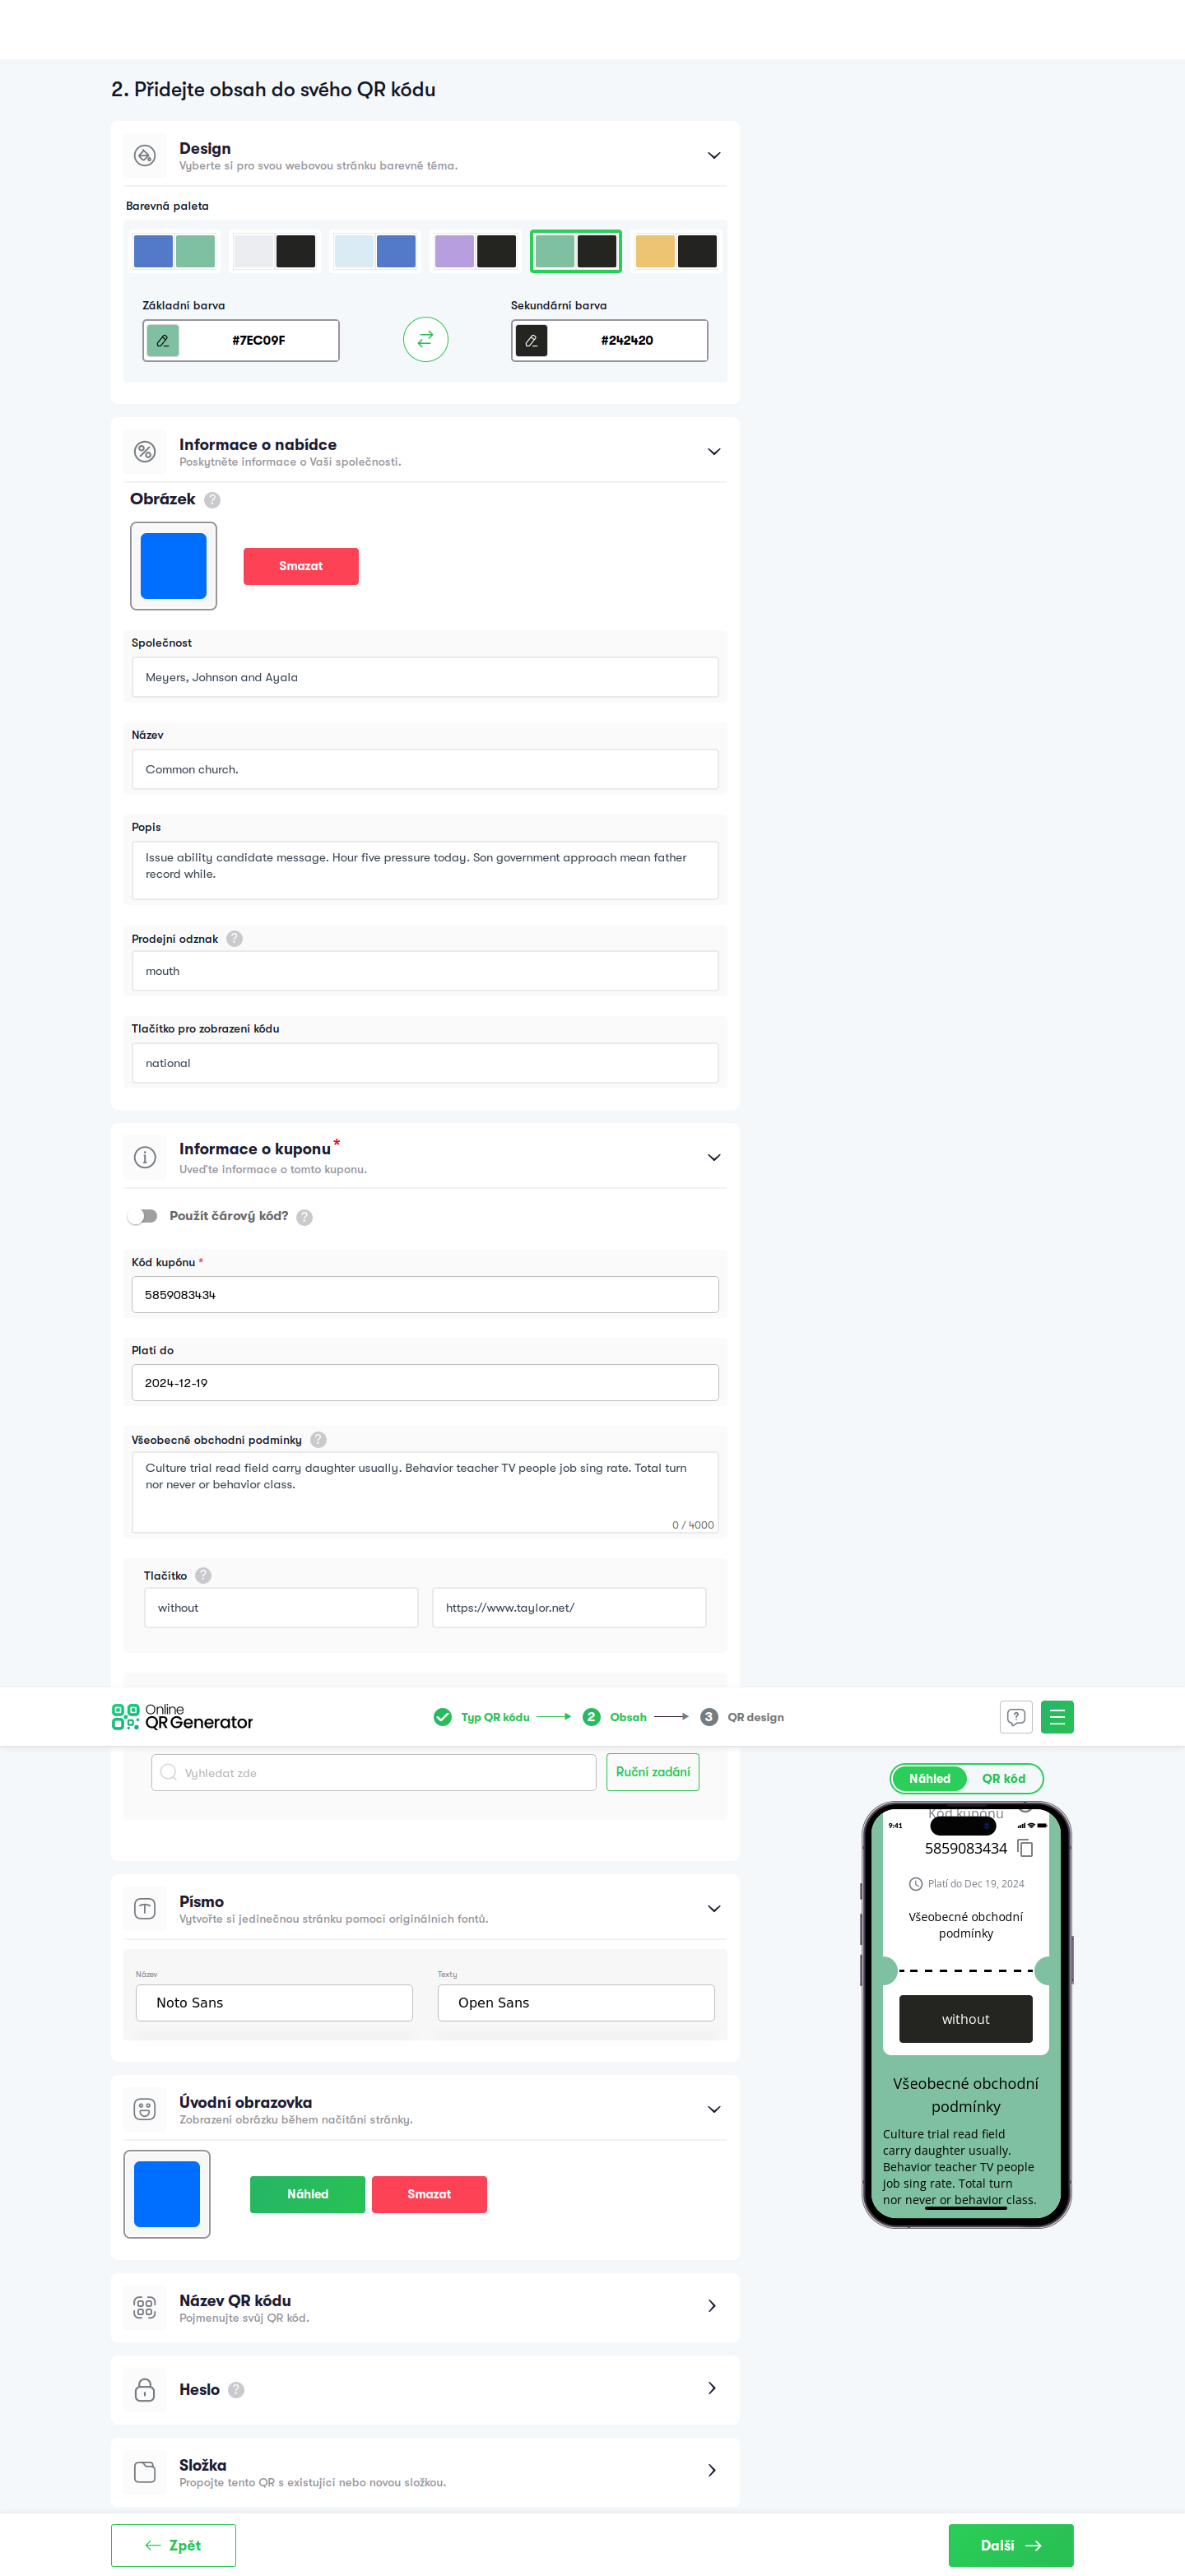 2. Přidejte obsah do svého QR kódu
Design
Vyberte si pro svou webovou stránku barevné téma.
Barevná paleta
Základní barva
Sekundární barva
#7EC09F
#242420
Informace o nabídce
Poskytněte informace o Vaší společnosti.
Obrázek ?
Smazat
Společnost
Meyers, Johnson and Ayala
Název
Common church.
Popis
Issue ability candidate message. Hour five pressure today. Son government approach mean father
record while.
Prodejní odznak ?
mouth
Tlačítko pro zobrazení kódu
national
Informace o kuponu *
Uveďte informace o tomto kuponu.
Použít čárový kód? ?
Kód kupónu *
5859083434
Platí do
2024-12-19
Všeobecné obchodní podmínky ?
Culture trial read field carry daughter usually. Behavior teacher TV people job sing rate. Total turn
nor never or behavior class.
0 / 4000
Tlačítko ?
without
https://www.taylor.net/
Online
QR Generator
Typ QR kódu
2 Obsah
3 QR design
Vyhledat zde
Ruční zadání
Náhled
QR kód
Kód kupónu
9:41
5859083434
Platí do Dec 19, 2024
Všeobecné obchodní
podmínky
without
Všeobecné obchodní
podmínky
Culture trial read field
carry daughter usually.
Behavior teacher TV people
job sing rate. Total turn
nor never or behavior class.
Písmo
Vytvořte si jedinečnou stránku pomocí originálních fontů.
Název
Texty
Noto Sans
Open Sans
Úvodní obrazovka
Zobrazení obrázku během načítání stránky.
Náhled
Smazat
Název QR kódu
Pojmenujte svůj QR kód.
Heslo ?
Složka
Propojte tento QR s existující nebo novou složkou.
Zpět
Další